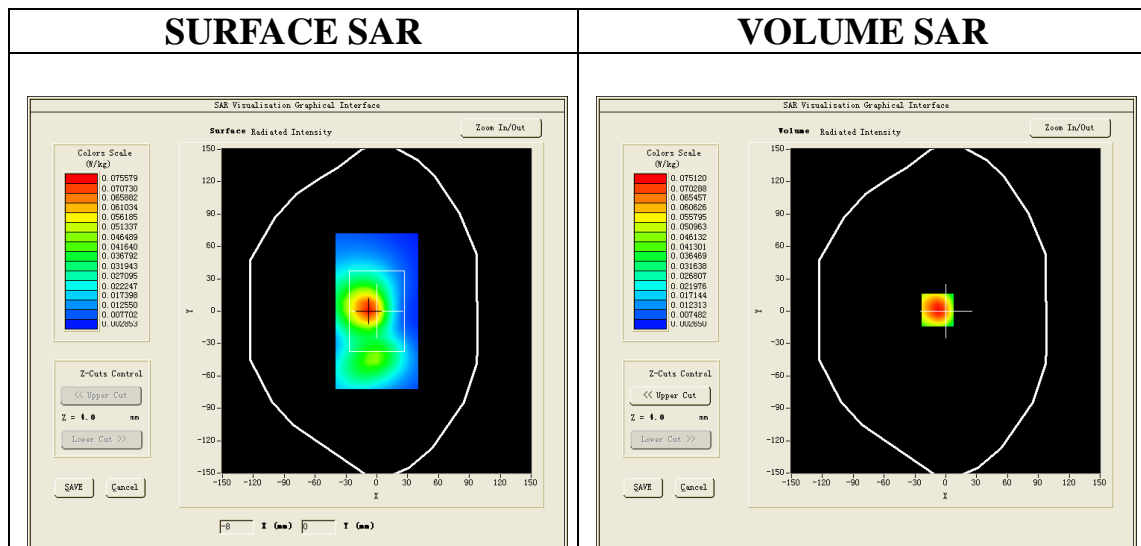 SURFACE SAR
VOLUME SAR
SAR Visualisation Graphical Interface
Surface Radiated Intensity
Zoom In/Out
Colors Scale
(W/kg)
0.075579
0.070730
0.065882
0.061034
0.056185
0.051337
0.046489
0.041640
0.036792
0.031943
0.027095
0.022247
0.017398
0.012550
0.007702
0.002853
150
120
90
60
30
0
-30
-60
-90
-120
-150
Y
-150 -120 -90 -60 -30 0 30 60 90 120 150
X
Z-Cuts Control
<< Upper Cut
Z = 4.0 mm
Lower Cut >>
SAVE Cancel
-8 X (mm) 0 Y (mm)
SAR Visualisation Graphical Interface
Volume Radiated Intensity
Zoom In/Out
Colors Scale
(W/kg)
0.075120
0.070288
0.065457
0.060626
0.055795
0.050963
0.046132
0.041301
0.036469
0.031638
0.026807
0.021976
0.017144
0.012313
0.007482
0.002650
150
120
90
60
30
0
-30
-60
-90
-120
-150
Y
-150 -120 -90 -60 -30 0 30 60 90 120 150
X
Z-Cuts Control
<< Upper Cut
Z = 4.0 mm
Lower Cut >>
SAVE Cancel